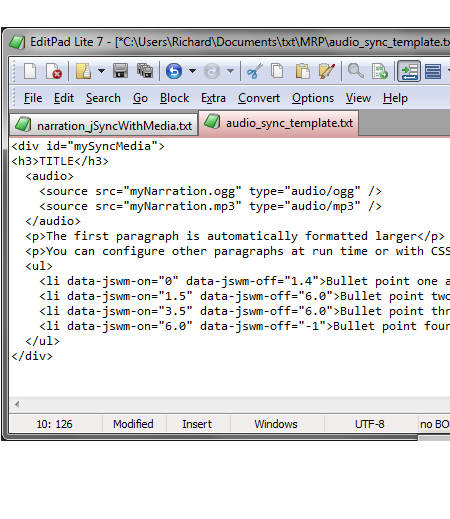 EditPad Lite 7 - [*C:\Users\Richard\Documents\txt\MRP\audio_sync_template.tx
File Edit Search Go Block Extra Convert Options View Help
narration_jSyncWithMedia.txt audio_sync_template.txt
<div id="mySyncMedia">
<h3>TITLE</h3>
<audio>
<source src="myNarration.ogg" type="audio/ogg" />
<source src="myNarration.mp3" type="audio/mp3" />
</audio>
<p>The first paragraph is automatically formatted larger</p>
<p>You can configure other paragraphs at run time or with CSS
<ul>
<li data-jswm-on="0" data-jswm-off="1.4">Bullet point one a
<li data-jswm-on="1.5" data-jswm-off="6.0">Bullet point two
<li data-jswm-on="3.5" data-jswm-off="6.0">Bullet point thr
<li data-jswm-on="6.0" data-jswm-off="-1">Bullet point four
</ul>
</div>
10: 126 Modified Insert Windows UTF-8 no BO